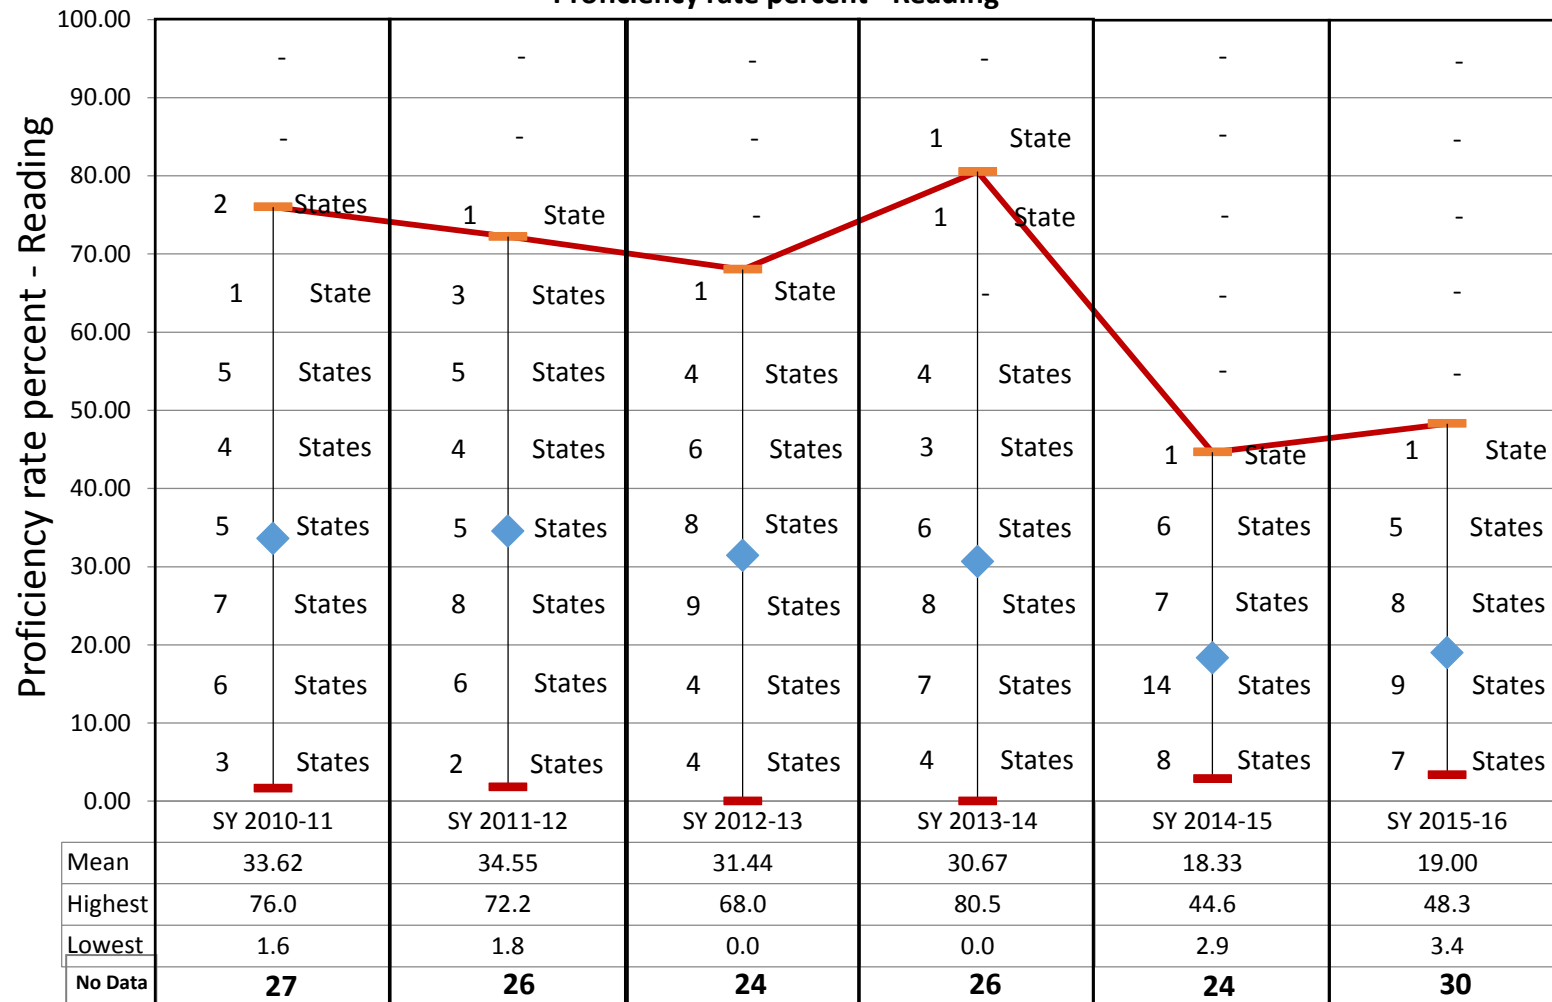 Proficiency rate percent - Reading
Proficiency rate percent - Reading
100.00
- - - - - -
90.00
- - - 1 State - -
80.00
2 States 1 State - 1 State - -
70.00
1 State 3 States 1 State - - -
60.00
5 States 5 States 4 States 4 States - -
50.00
4 States 4 States 6 States 3 States 1 State 1 State
40.00
5 States 5 States 8 States 6 States 6 States 5 States
30.00
7 States 8 States 9 States 8 States 7 States 8 States
20.00
6 States 6 States 4 States 7 States 14 States 9 States
10.00
3 States 2 States 4 States 4 States 8 States 7 States
0.00
SY 2010-11 SY 2011-12 SY 2012-13 SY 2013-14 SY 2014-15 SY 2015-16
Mean 33.62 34.55 31.44 30.67 18.33 19.00
Highest 76.0 72.2 68.0 80.5 44.6 48.3
Lowest 1.6 1.8 0.0 0.0 2.9 3.4
No Data 27 26 24 26 24 30